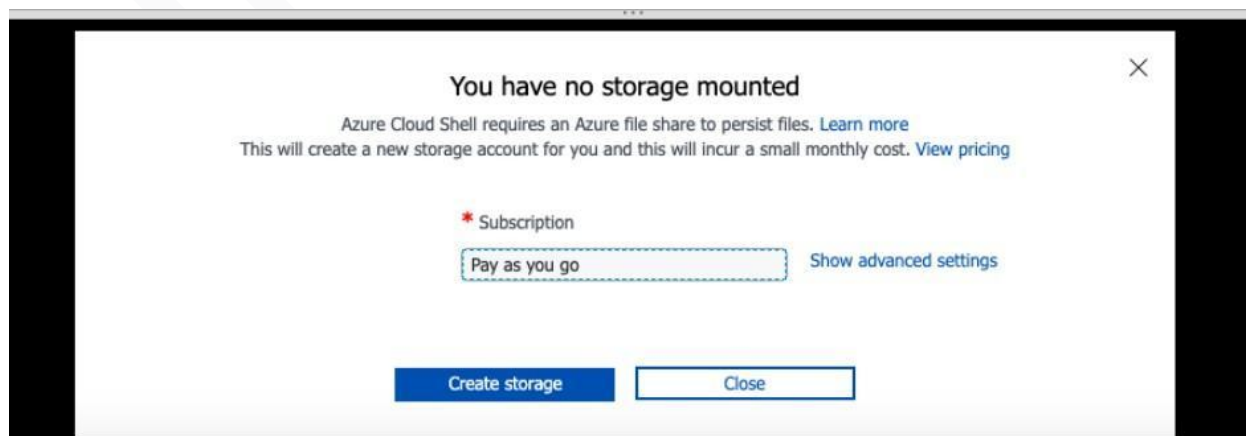 You have no storage mounted
Azure Cloud Shell requires an Azure file share to persist files. Learn more
This will create a new storage account for you and this will incur a small monthly cost. View pricing
* Subscription
Pay as you go
Show advanced settings
Create storage
Close